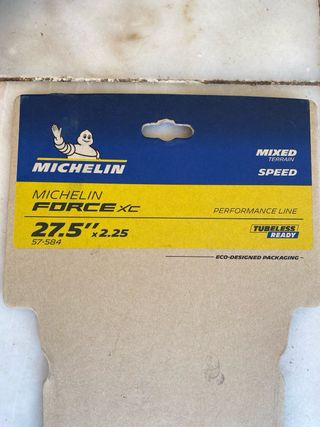 MICHELIN
MIXED
TERRAIN
SPEED
MICHELIN
FORCE XC
PERFORMANCE LINE
27.5" x 2.25
57-584
TUBELESS
READY
ECO-DESIGNED PACKAGING